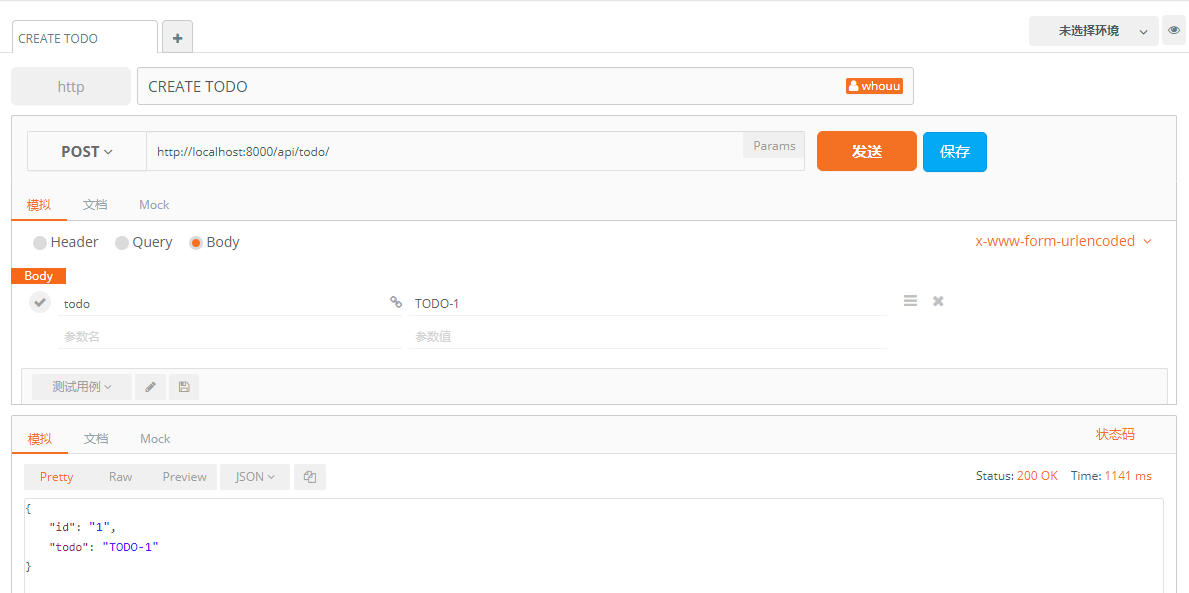 CREATE TODO
未选择环境
http CREATE TODO whouu
POST http://localhost:8000/api/todo/ Params 发送 保存
模拟 文档 Mock
Header Query Body x-www-form-urlencoded
Body
todo TODO-1
参数名 参数值
测试用例
模拟 文档 Mock 状态码
Pretty Raw Preview JSON Status: 200 OK Time: 1141 ms
{
"id": "1",
"todo": "TODO-1"
}